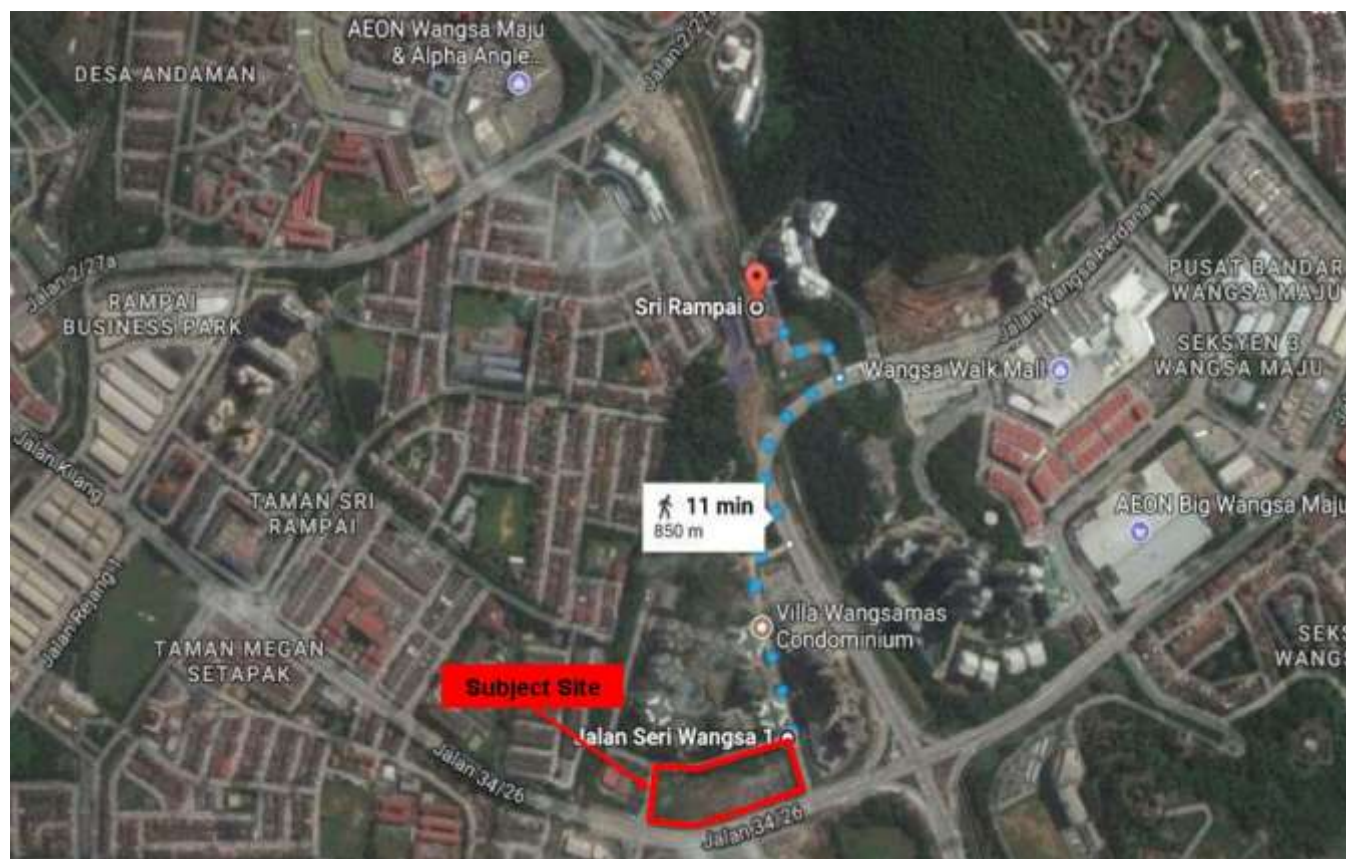 AEON Wangsa Maju
& Alpha Angle..
DESA ANDAMAN
Jalan 2/27a
Jalan 2/27a
RAMPAI
BUSINESS PARK
Sri Rampai
Jalan Wangsa Perdana 1
PUSAT BANDAR
WANGSA MAJU
SEKSYEN 3
WANGSA MAJU
Wangsa Walk Mall
Jalan Klang
TAMAN SRI
RAMPAI
11 min
850 m
AEON Big Wangsa Maju
Jalan Rejang 1
Villa Wangsamas
Condominium
TAMAN MEGAN
SETAPAK
SEKS
WANGS
Subject Site
Jalan Seri Wangsa 1
Jalan 34/26
Jalan 34/26